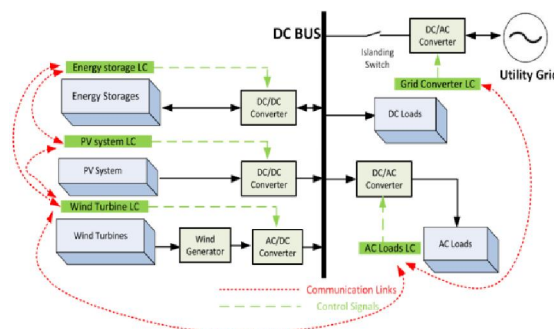 DC BUS
DC/AC
Converter
Islanding
Switch
Utility Grid
Grid Converter LC
Energy storage LC
Energy Storages
DC/DC
Converter
DC Loads
PV system LC
PV System
DC/DC
Converter
DC/AC
Converter
Wind Turbine LC
Wind Turbines
Wind
Generator
AC/DC
Converter
AC Loads LC
AC Loads
Communication Links
Control Signals